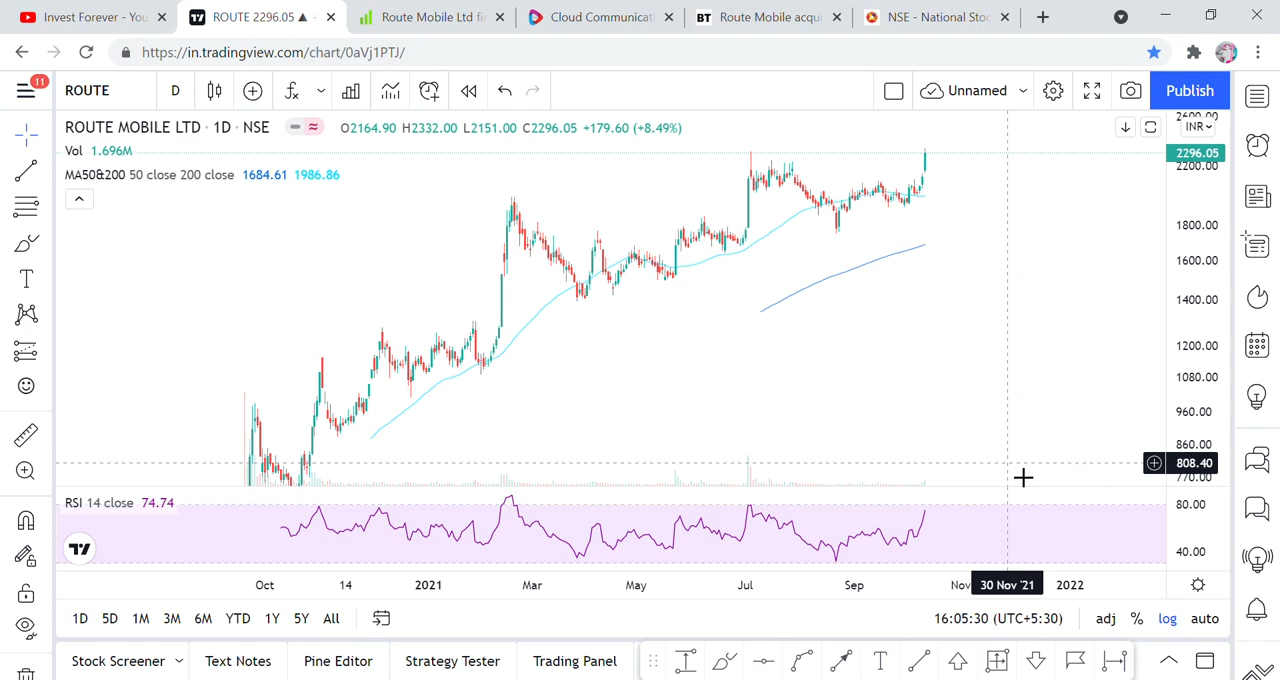 Invest Forever - You
ROUTE 2296.05 ▲ +
Route Mobile Ltd fi
Cloud Communicati
BT Route Mobile acqui
NSE - National Stoc
https://in.tradingview.com/chart/0aVj1PTJ/
11
ROUTE D Unnamed Publish
ROUTE MOBILE LTD · 1D · NSE O2164.90 H2332.00 L2151.00 C2296.05 +179.60 (+8.49%)
Vol 1.696M
MA50&200 50 close 200 close 1684.61 1986.86
INR
2600.00
2296.05
2200.00
1800.00
1600.00
1400.00
1200.00
1080.00
960.00
860.00
808.40
770.00
RSI 14 close 74.74
80.00
40.00
Oct 14 2021 Mar May Jul Sep Nov 30 Nov '21 2022
1D 5D 1M 3M 6M YTD 1Y 5Y All 16:05:30 (UTC+5:30) adj % log auto
Stock Screener Text Notes Pine Editor Strategy Tester Trading Panel